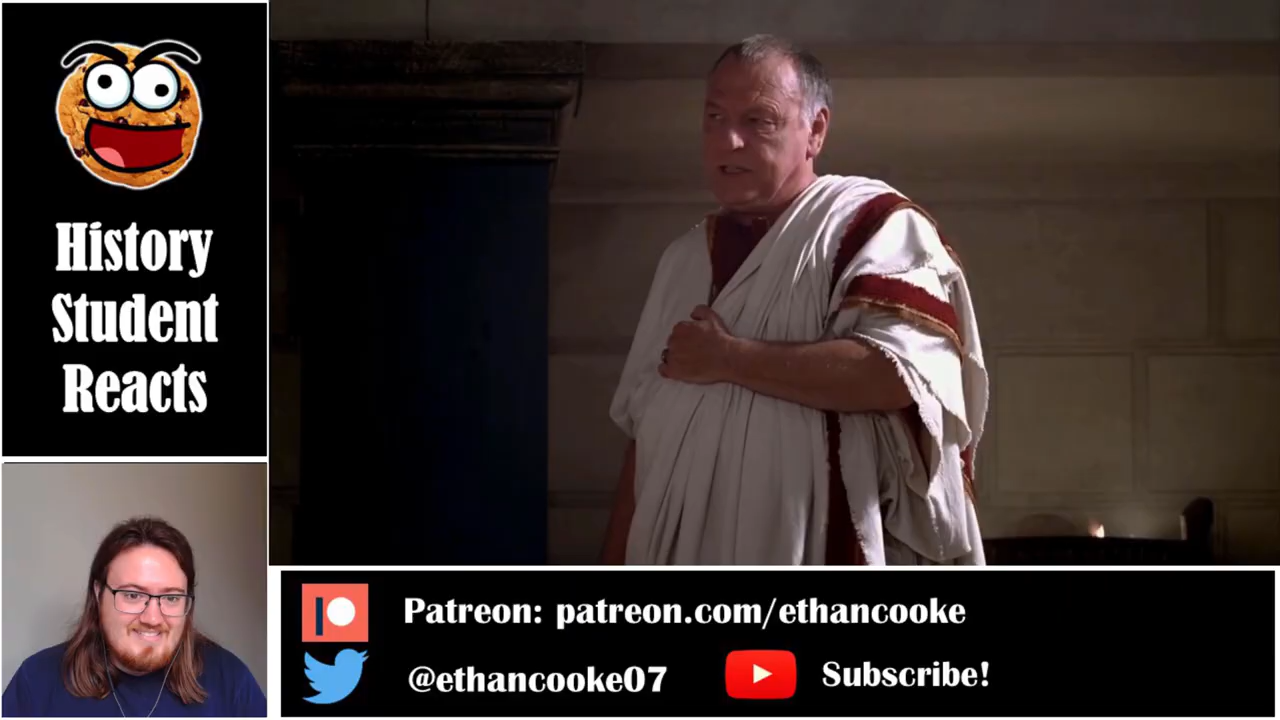 History
Student
Reacts
Patreon: patreon.com/ethancooke
@ethancooke07
Subscribe!